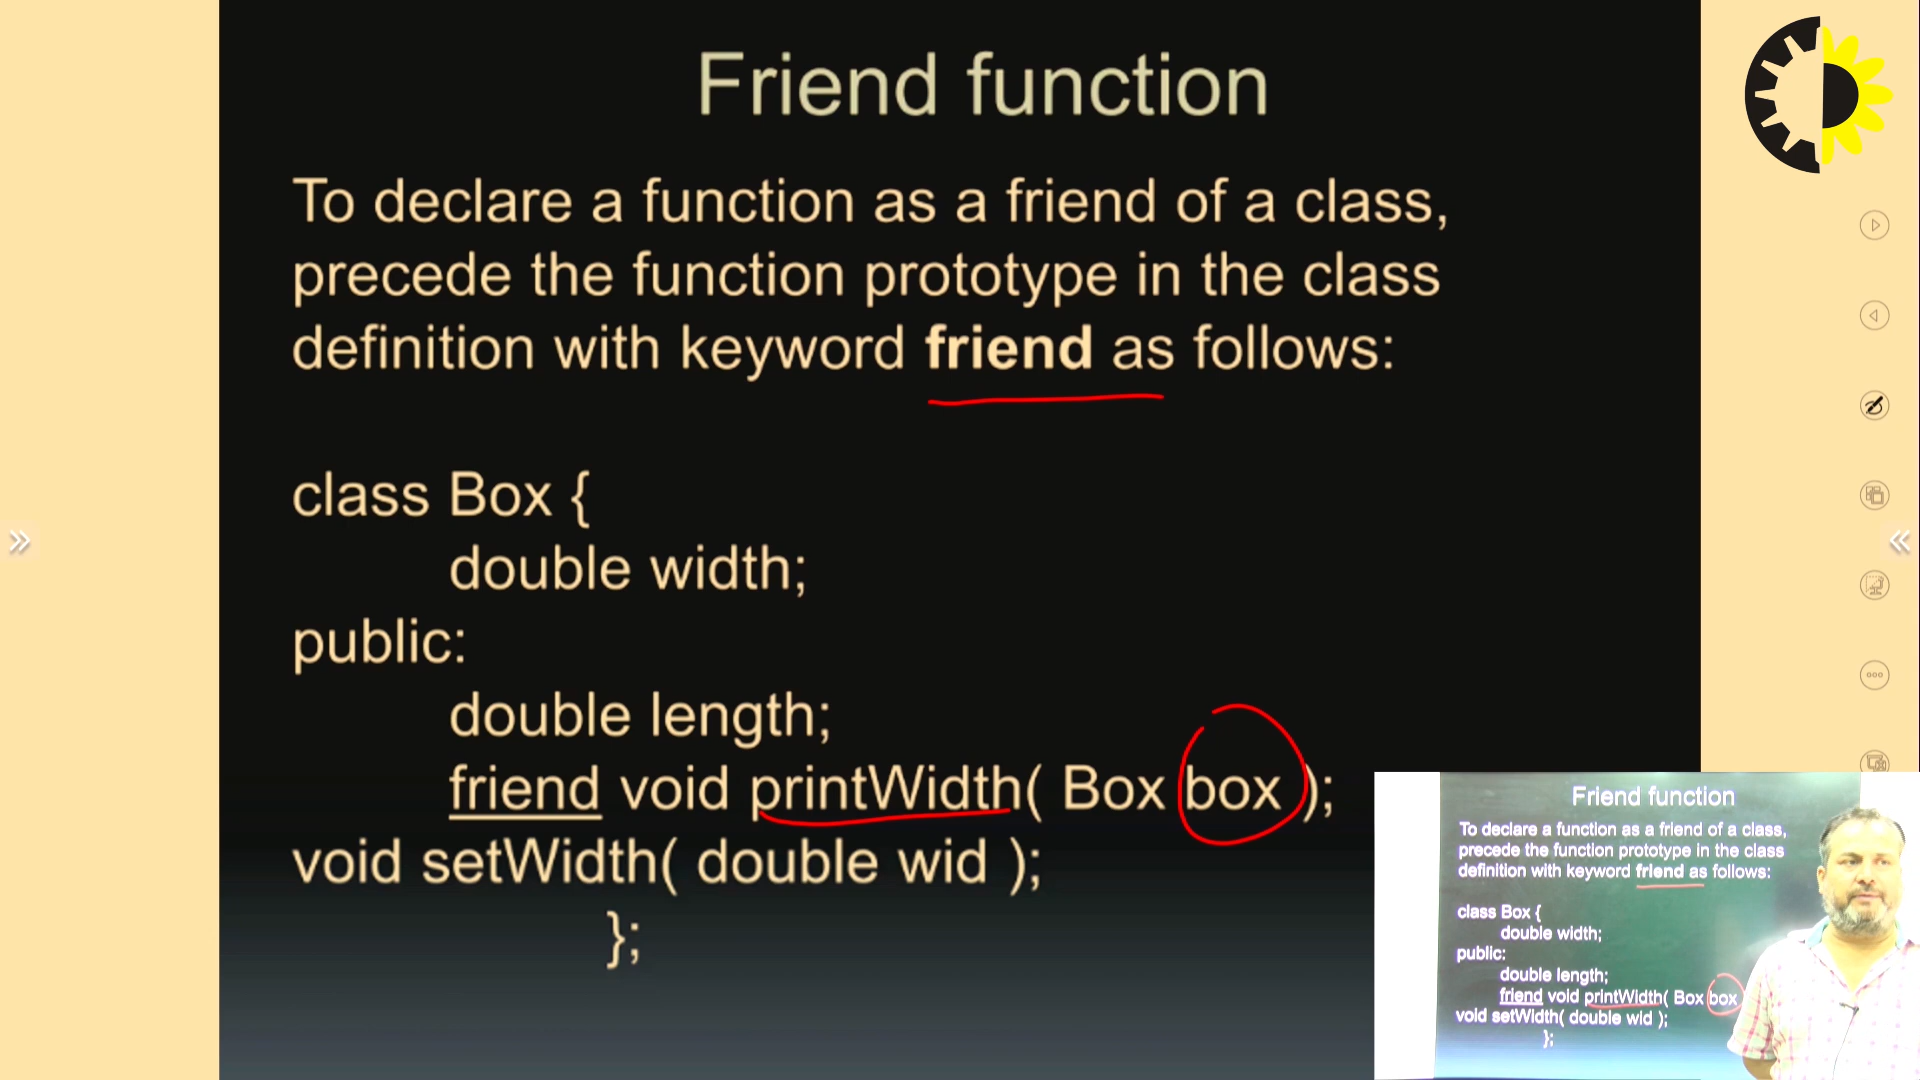 Friend function
To declare a function as a friend of a class,
precede the function prototype in the class
definition with keyword friend as follows:
class Box {
double width;
public:
double length;
friend void printWidth( Box box );
void setWidth( double wid );
};
Friend function
To declare a function as a friend of a class,
precede the function prototype in the class
definition with keyword friend as follows:
class Box {
double width;
public:
double length;
friend void printWidth( Box box
void setWidth( double wid );
};